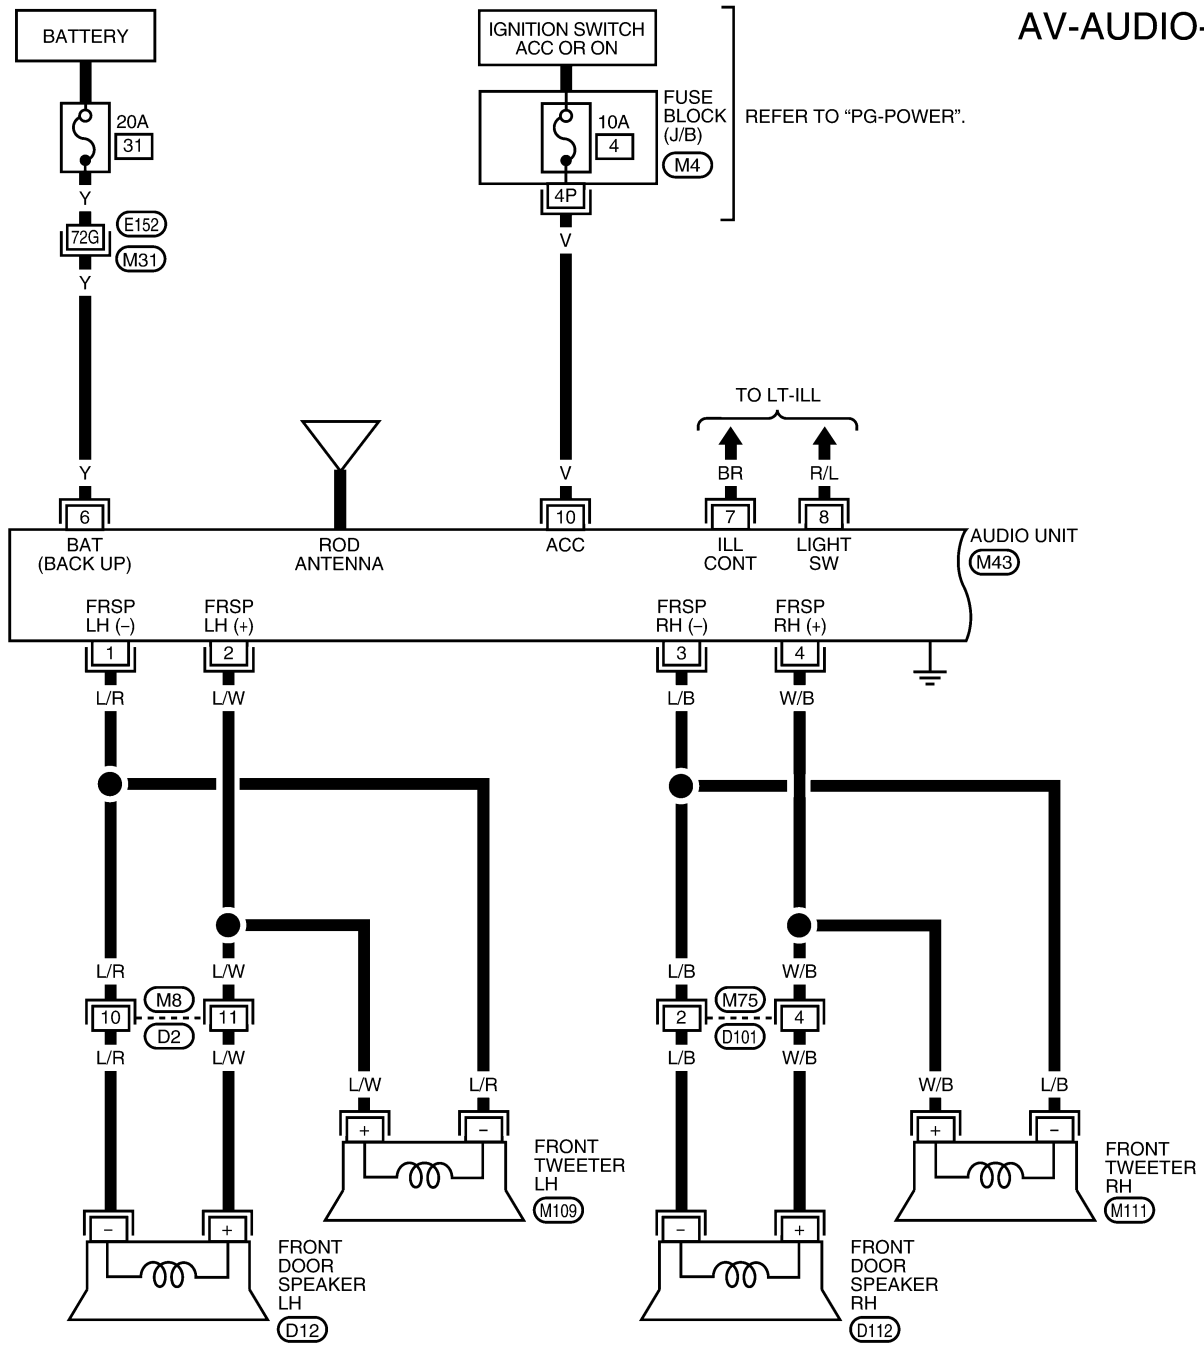 AV-AUDIO-
BATTERY
IGNITION SWITCH
ACC OR ON
20A
31
10A
4
FUSE
BLOCK
(J/B)
M4
REFER TO “PG-POWER”.
4P
Y
72G
E152
M31
Y
V
TO LT-ILL
Y
V
BR
R/L
6
10
7
8
BAT
(BACK UP)
ROD
ANTENNA
ACC
ILL
CONT
LIGHT
SW
AUDIO UNIT
M43
FRSP
LH (–)
FRSP
LH (+)
FRSP
RH (–)
FRSP
RH (+)
1
2
3
4
L/R
L/W
L/B
W/B
L/R
L/W
L/B
W/B
10
M8
D2
11
2
M75
D101
4
L/R
L/W
L/B
W/B
L/W
L/R
W/B
L/B
+
–
+
–
FRONT
TWEETER
LH
M109
FRONT
TWEETER
RH
M111
–
+
–
+
FRONT
DOOR
SPEAKER
LH
D12
FRONT
DOOR
SPEAKER
RH
D112